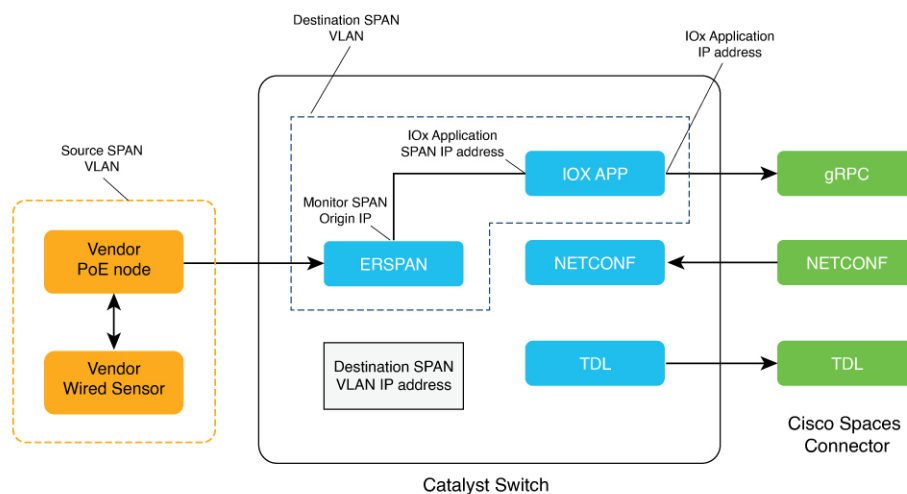 Destination SPAN
VLAN
IOx Application
IP address
Source SPAN
VLAN
IOx Application
SPAN IP address
IOX APP
gRPC
Monitor SPAN
Origin IP
Vendor
PoE node
ERSPAN
NETCONF
NETCONF
Vendor
Wired Sensor
Destination SPAN
VLAN IP address
TDL
TDL
Cisco Spaces
Connector
Catalyst Switch